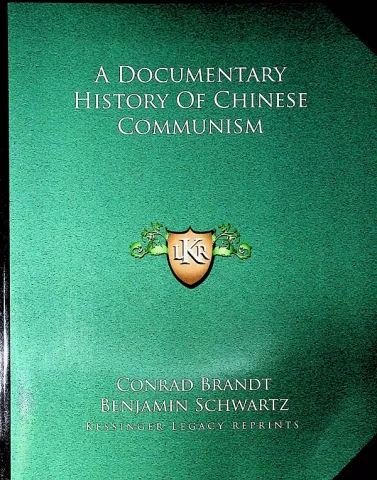 A DOCUMENTARY
HISTORY OF CHINESE
COMMUNISM
LKR
CONRAD BRANDT
BENJAMIN SCHWARTZ
KESSINGER LEGACY REPRINTS